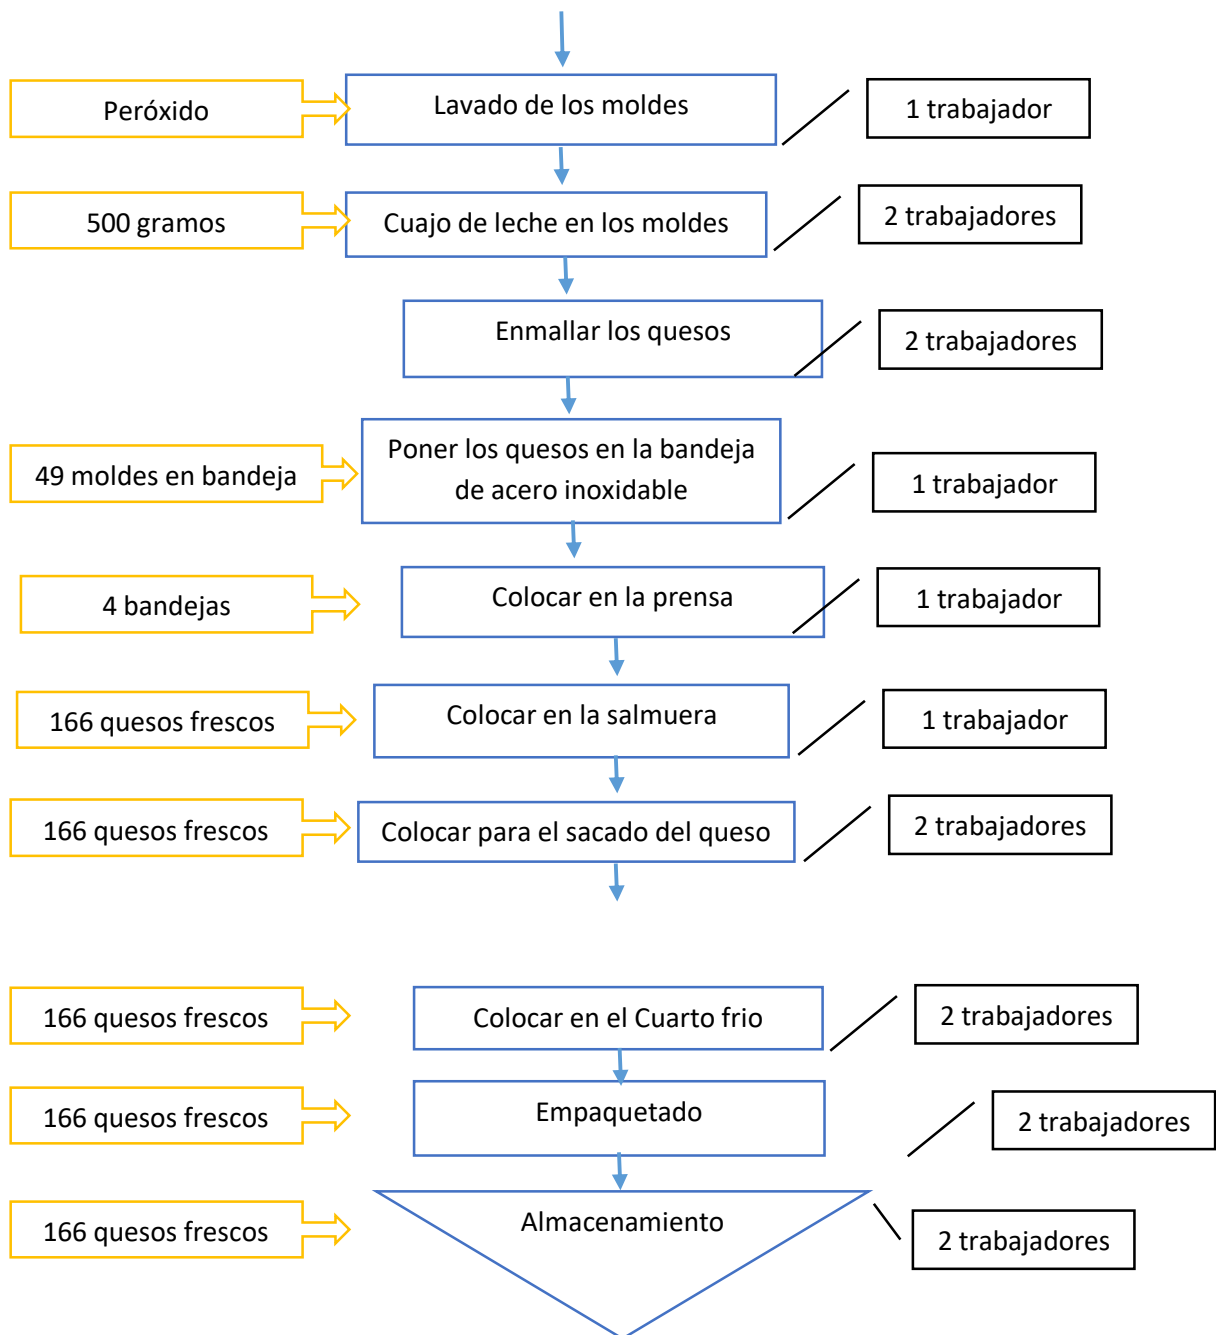 Peróxido
Lavado de los moldes
1 trabajador
500 gramos
Cuajo de leche en los moldes
2 trabajadores
Enmallar los quesos
2 trabajadores
49 moldes en bandeja
Poner los quesos en la bandeja
de acero inoxidable
1 trabajador
4 bandejas
Colocar en la prensa
1 trabajador
166 quesos frescos
Colocar en la salmuera
1 trabajador
166 quesos frescos
Colocar para el sacado del queso
2 trabajadores
166 quesos frescos
Colocar en el Cuarto frio
2 trabajadores
166 quesos frescos
Empaquetado
2 trabajadores
166 quesos frescos
Almacenamiento
2 trabajadores